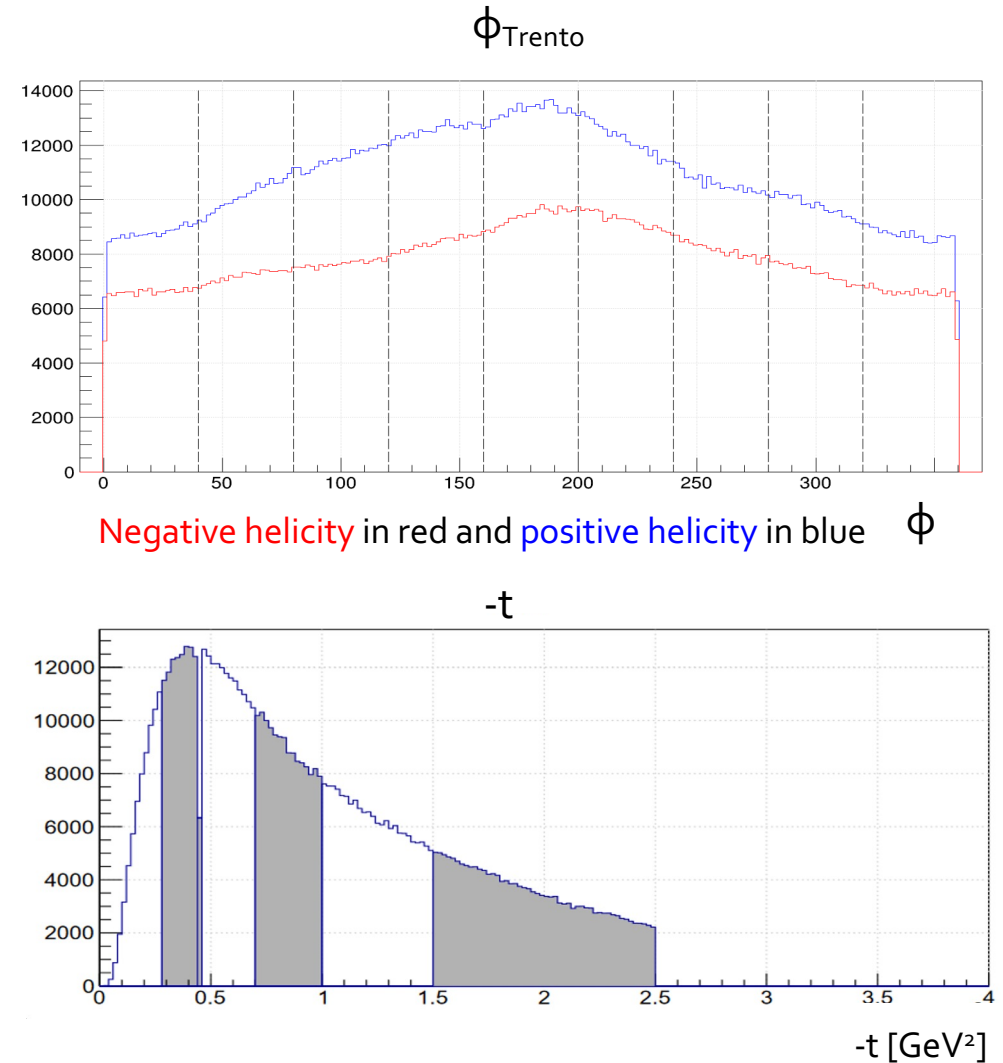 ϕTrento
14000
12000
10000
8000
6000
4000
2000
0
0 50 100 150 200 250 300
Negative helicity in red and positive helicity in blue ϕ
-t
12000
10000
8000
6000
4000
2000
0
0 0.5 1 1.5 2 2.5 3 3.5 4
-t [GeV²]